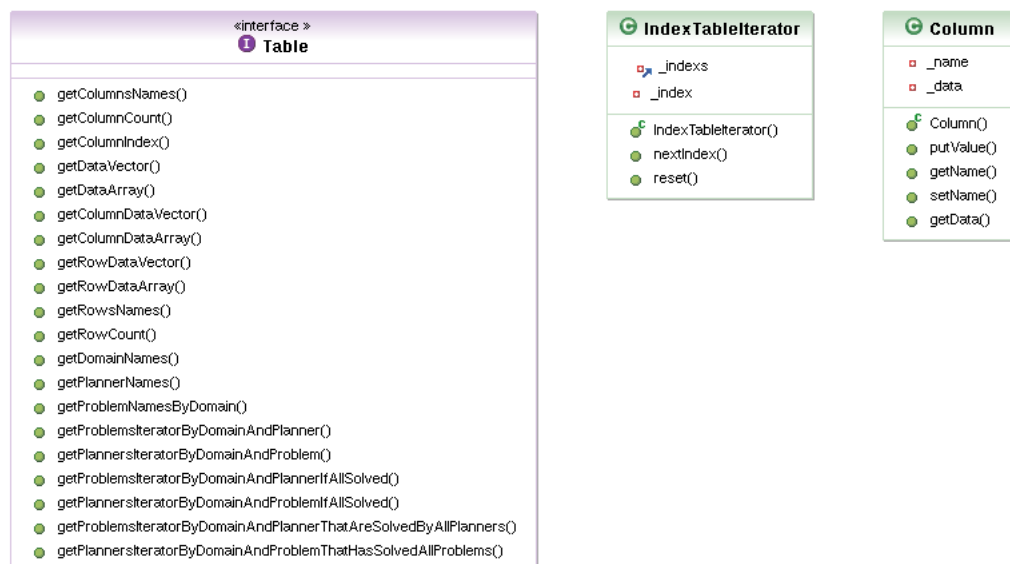 «interface »
I Table
getColumnsNames()
getColumnCount()
getColumnIndex()
getDataVector()
getDataArray()
getColumnDataVector()
getColumnDataArray()
getRowDataVector()
getRowDataArray()
getRowsNames()
getRowCount()
getDomainNames()
getPlannerNames()
getProblemNamesByDomain()
getProblemsIteratorByDomainAndPlanner()
getPlannersIteratorByDomainAndProblem()
getProblemsIteratorByDomainAndPlannerIfAllSolved()
getPlannersIteratorByDomainAndProblemIfAllSolved()
getProblemsIteratorByDomainAndPlannerThatAreSolvedByAllPlanners()
getPlannersIteratorByDomainAndProblemThatHasSolvedAllProblems()
C IndexTableIterator
_indexs
_index
C IndexTableIterator()
nextIndex()
reset()
C Column
_name
_data
C Column()
putValue()
getName()
setName()
getData()